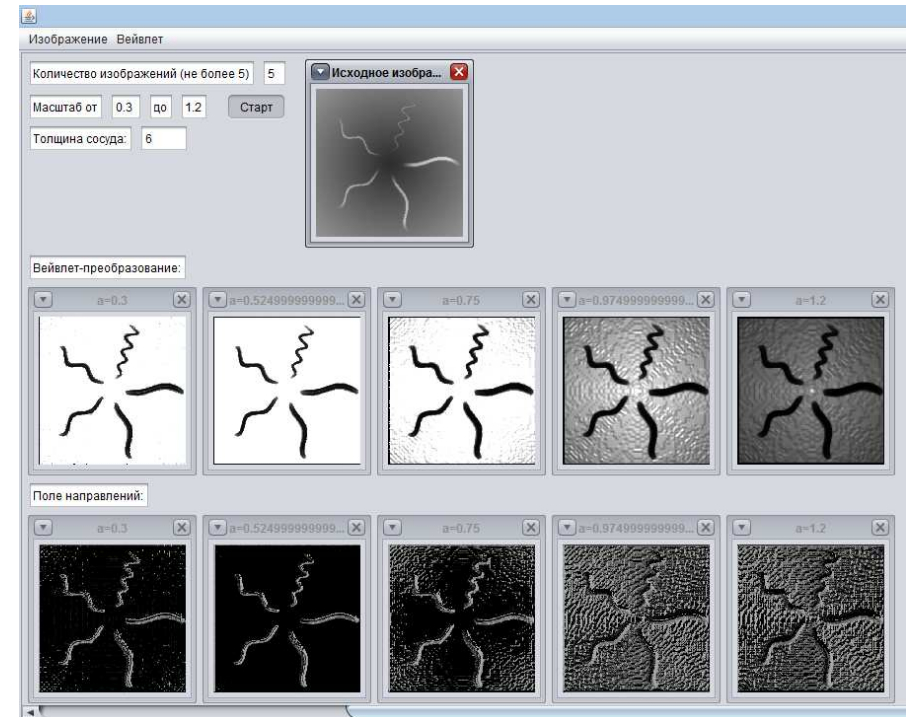 Изображение Вейвлет
Количество изображений (не более 5) 5
Исходное изобра...
Масштаб от 0.3 до 1.2 Старт
Толщина сосуда: 6
Вейвлет-преобразование:
a=0.3 a=0.524999999999... a=0.75 a=0.974999999999... a=1.2
Поле направлений:
a=0.3 a=0.524999999999... a=0.75 a=0.974999999999... a=1.2